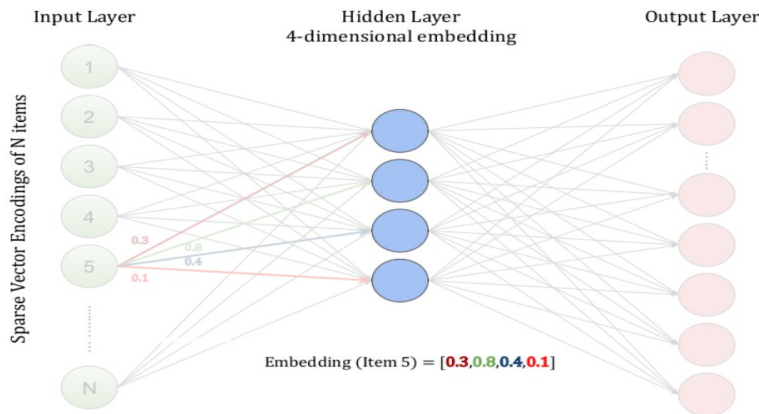 Input Layer
Hidden Layer
4-dimensional embedding
Output Layer
Sparse Vector Encodings of N items
1
2
3
4
5
N
0.3
0.8
0.4
0.1
Embedding (Item 5) = [0.3,0.8,0.4,0.1]